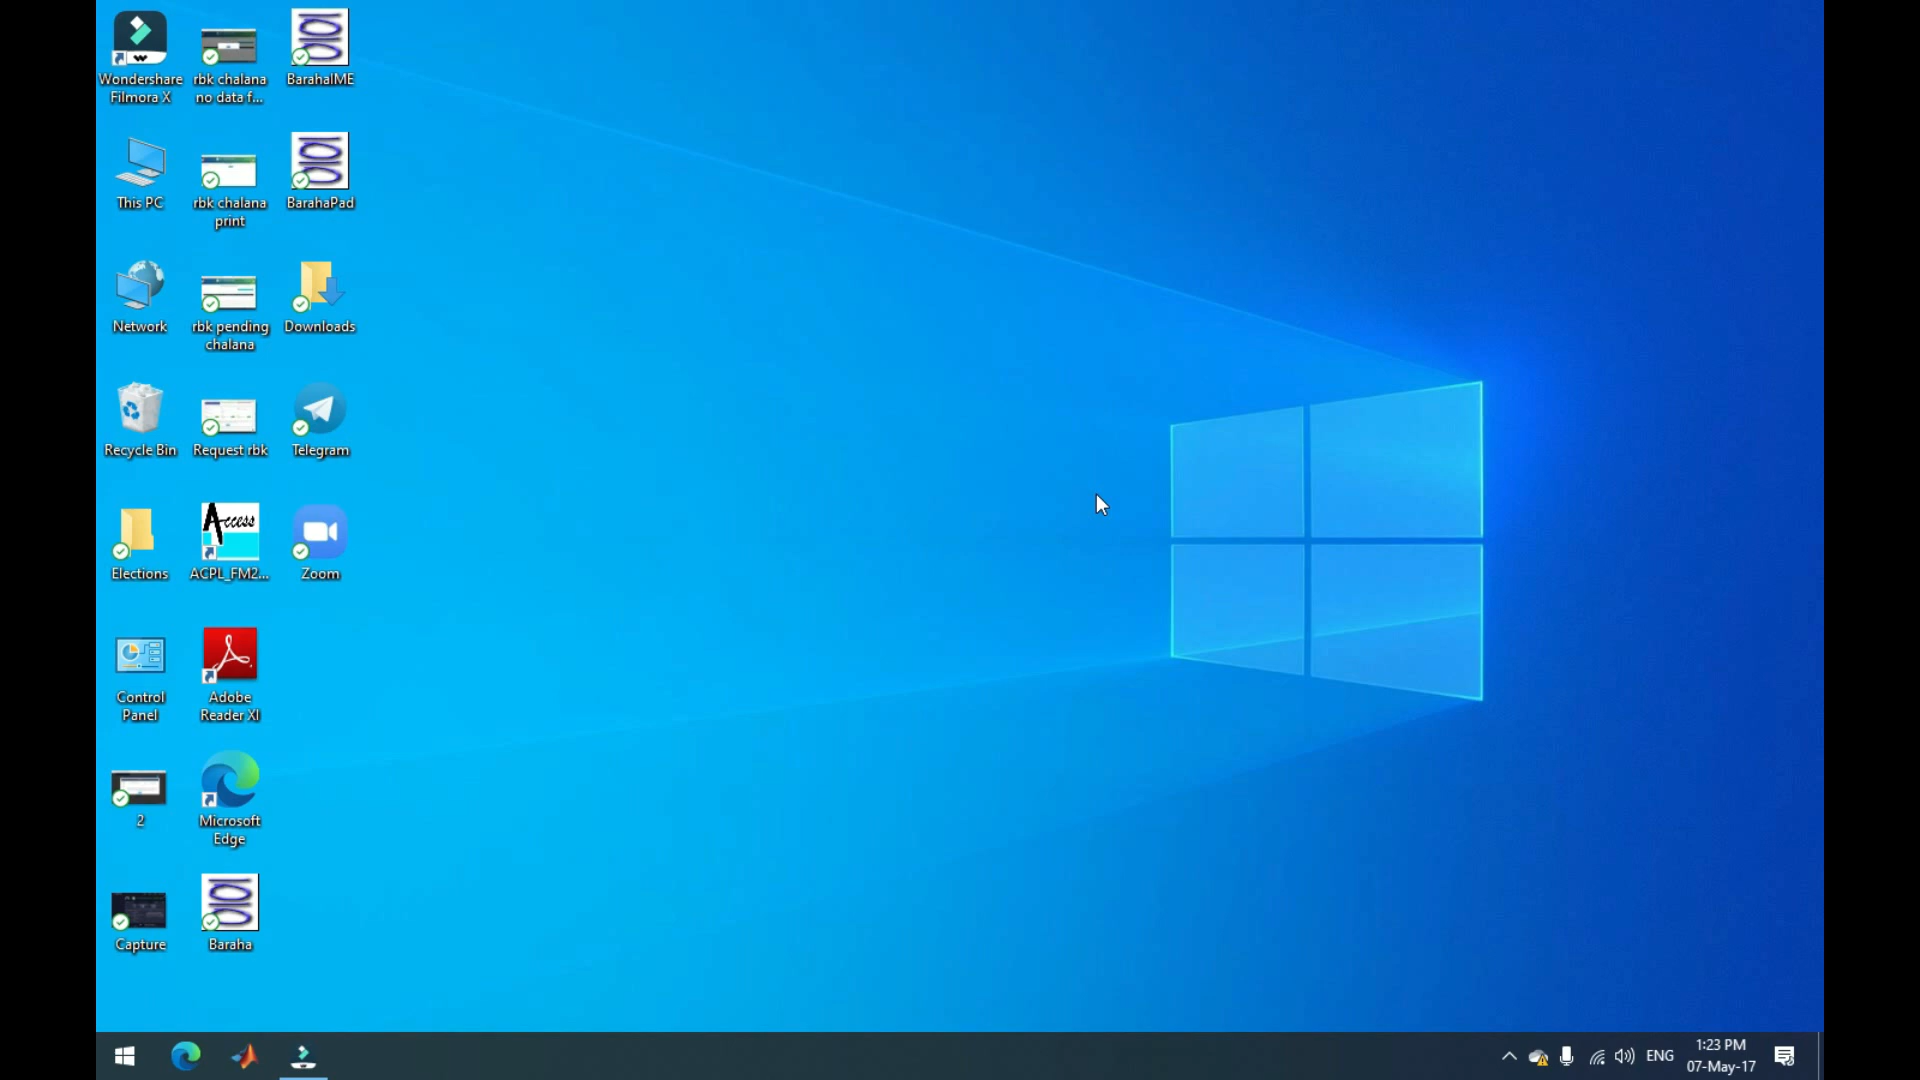 Wondershare
Filmora X
rbk chalana
no data f...
BarahaIME
This PC
rbk chalana
print
BarahaPad
Network
rbk pending
chalana
Downloads
Recycle Bin
Request rbk
Telegram
Elections
Access
ACPL_FM2...
Zoom
Control
Panel
Adobe
Reader XI
2
Microsoft
Edge
Capture
Baraha
ENG
1:23 PM
07-May-17